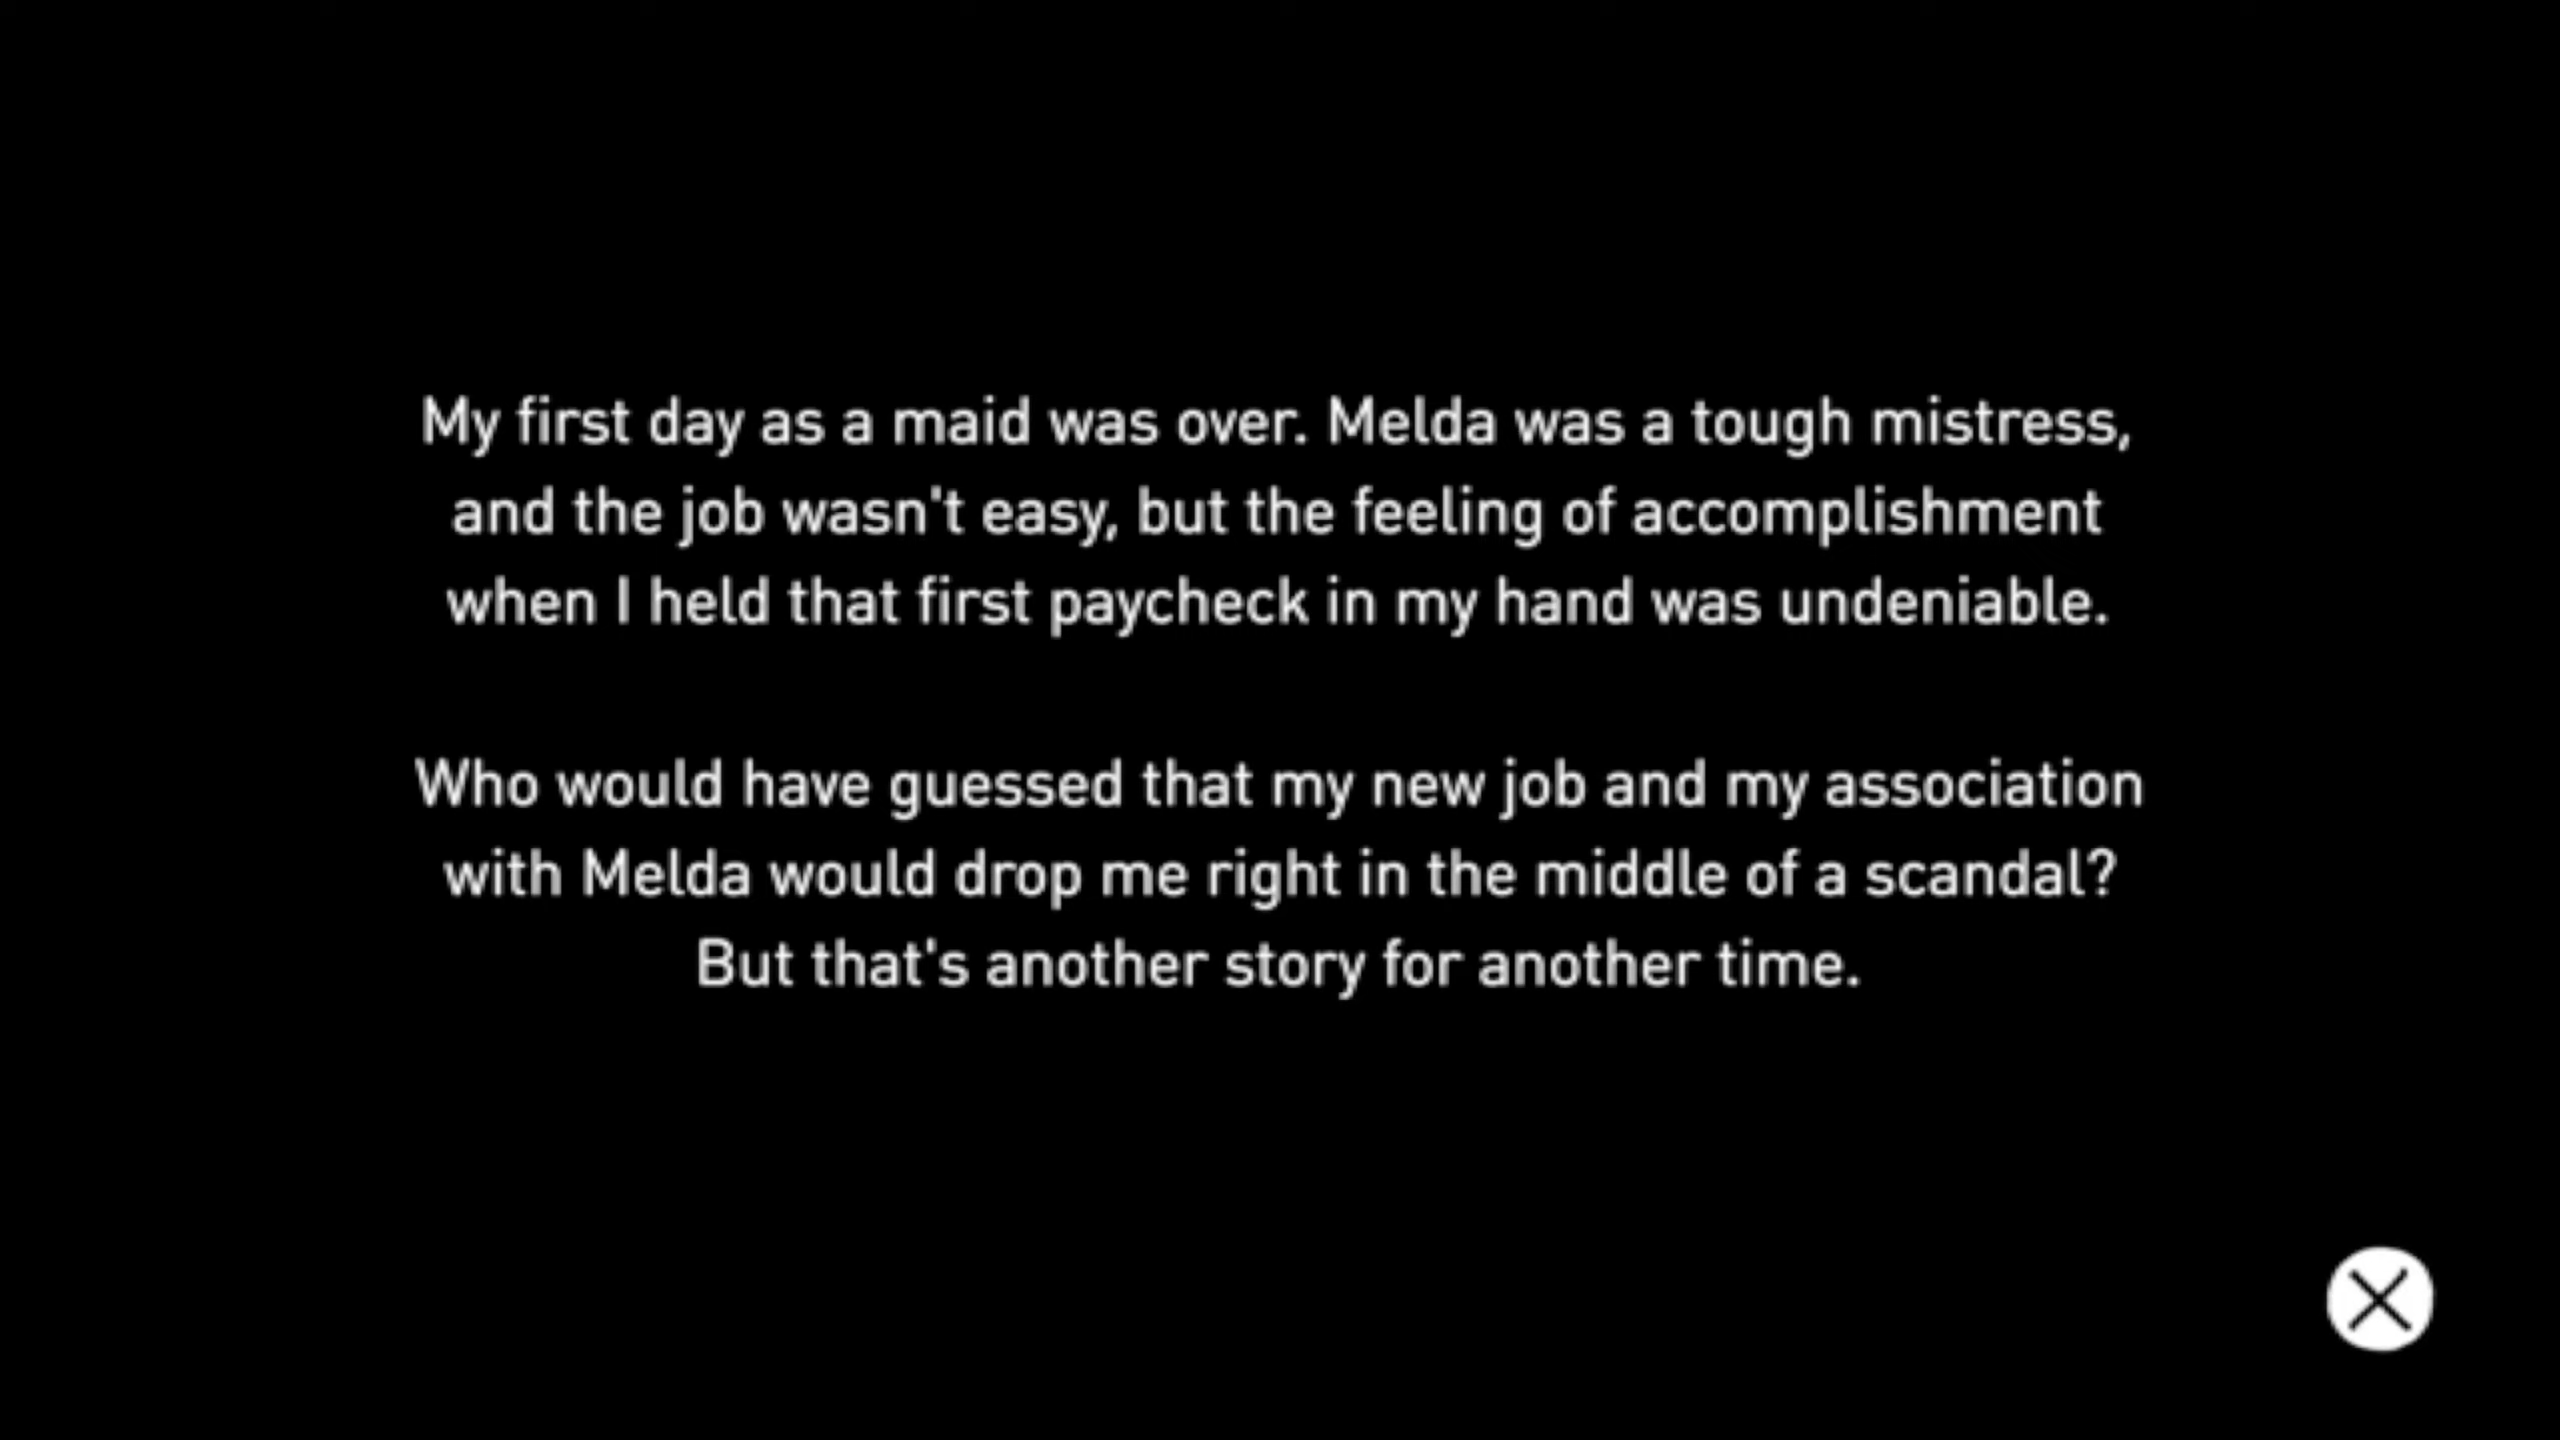 My first day as a maid was over. Melda was a tough mistress,
and the job wasn't easy, but the feeling of accomplishment
when I held that first paycheck in my hand was undeniable.
Who would have guessed that my new job and my association
with Melda would drop me right in the middle of a scandal?
But that's another story for another time.